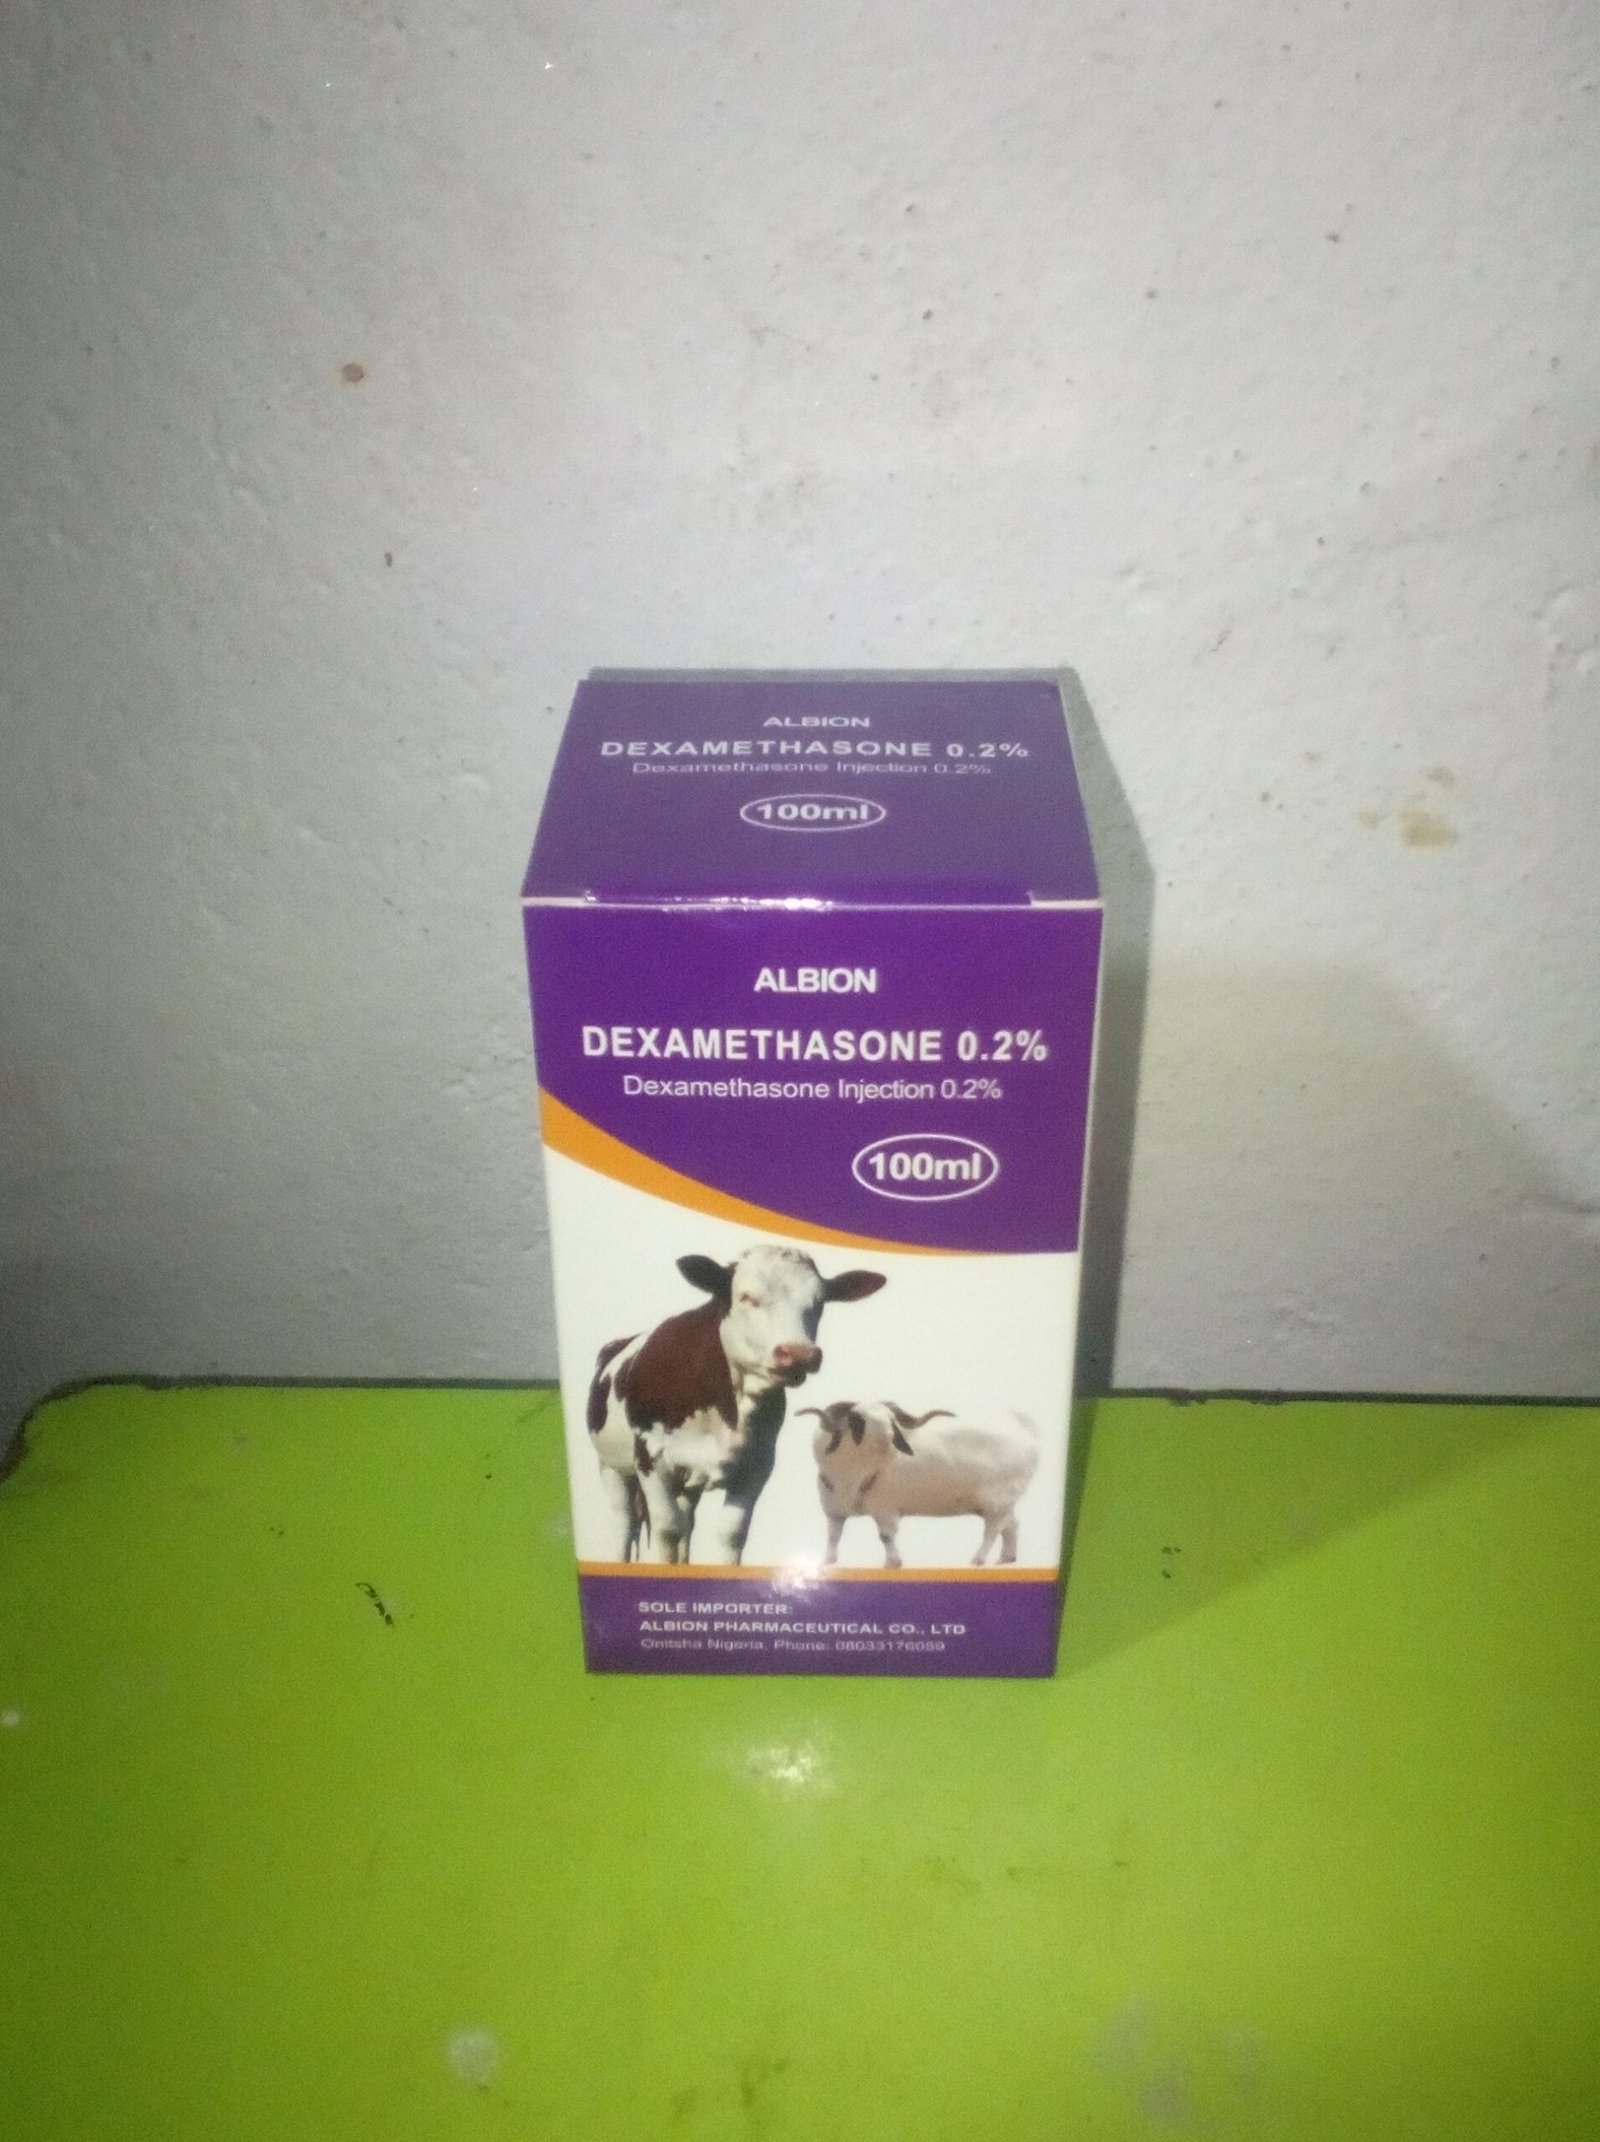 ALBION
DEXAMETHASONE 0.2%
Dexamethasone Injection 0.2%
100ml
ALBION
DEXAMETHASONE 0.2%
Dexamethasone Injection 0.2%
100ml
SOLE IMPORTER:
ALBION PHARMACEUTICAL CO., LTD
Onitsha Nigeria. Phone: 08033176089